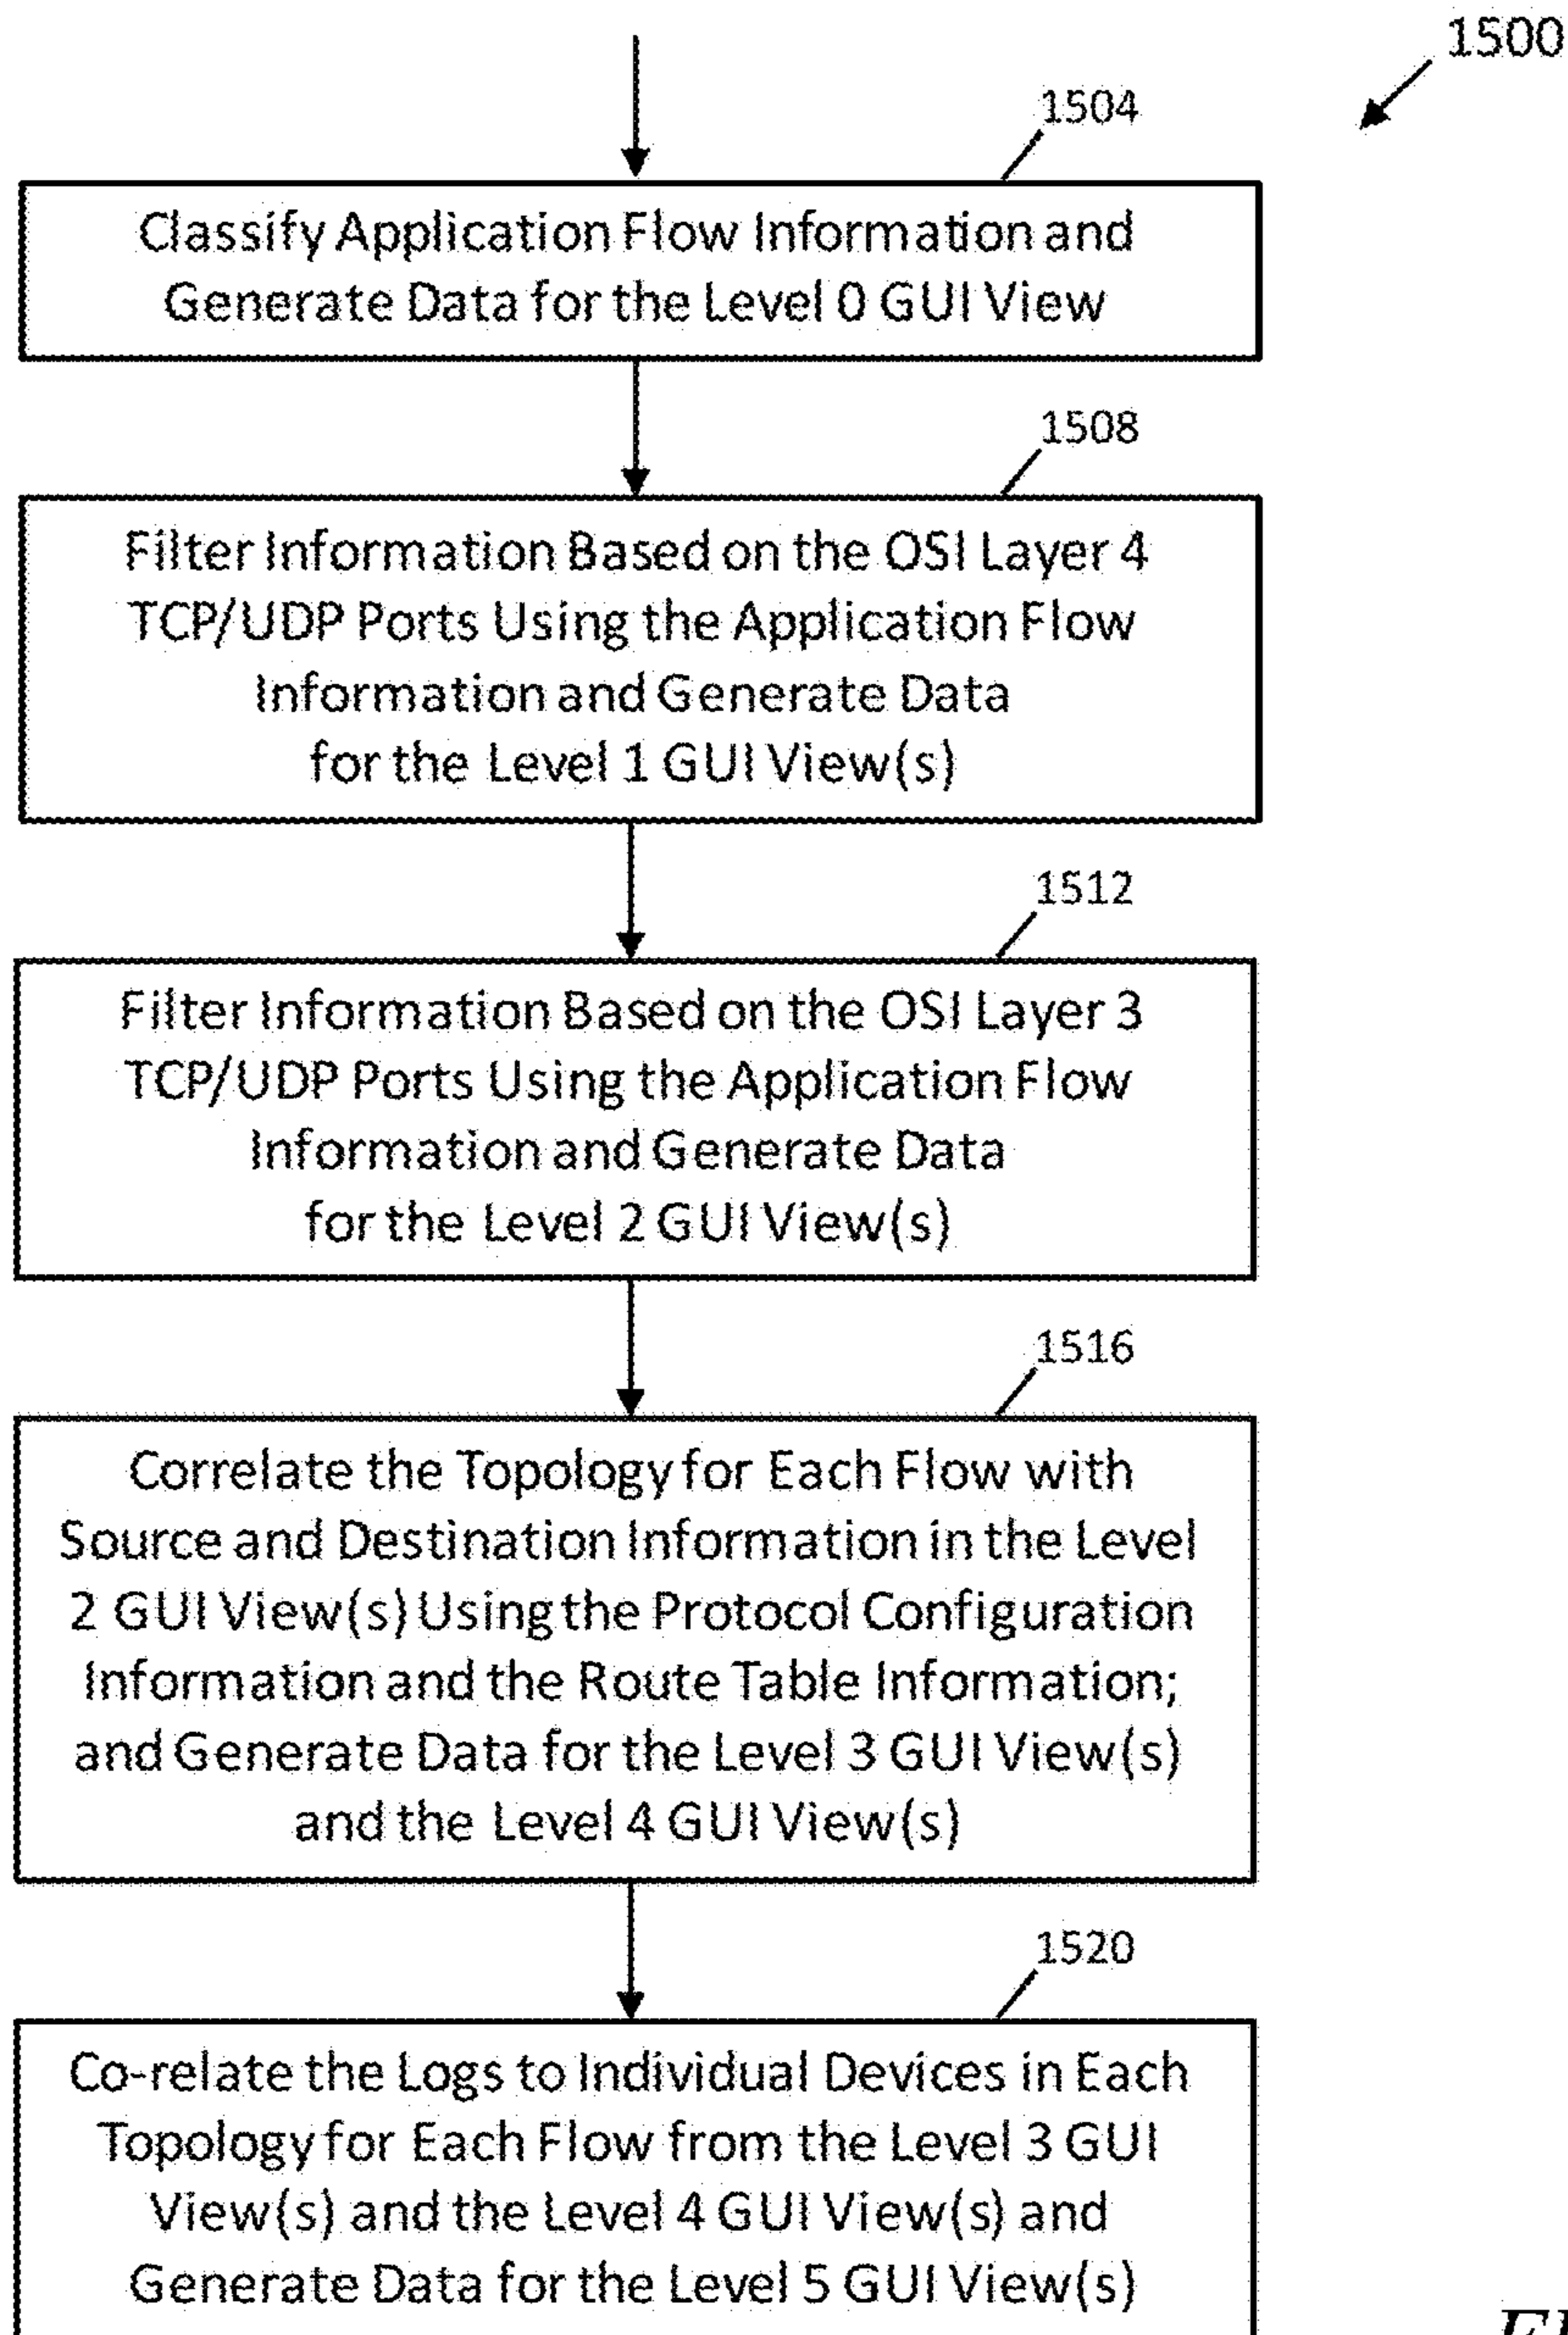 1500
1504
Classify Application Flow Information and
Generate Data for the Level 0 GUI View
1508
Filter Information Based on the OSI Layer 4
TCP/UDP Ports Using the Application Flow
Information and Generate Data
for the Level 1 GUI View(s)
1512
Filter Information Based on the OSI Layer 3
TCP/UDP Ports Using the Application Flow
Information and Generate Data
for the Level 2 GUI View(s)
1516
Correlate the Topology for Each Flow with
Source and Destination Information in the Level
2 GUI View(s) Using the Protocol Configuration
Information and the Route Table Information;
and Generate Data for the Level 3 GUI View(s)
and the Level 4 GUI View(s)
1520
Co-relate the Logs to Individual Devices in Each
Topology for Each Flow from the Level 3 GUI
View(s) and the Level 4 GUI View(s) and
Generate Data for the Level 5 GUI View(s)